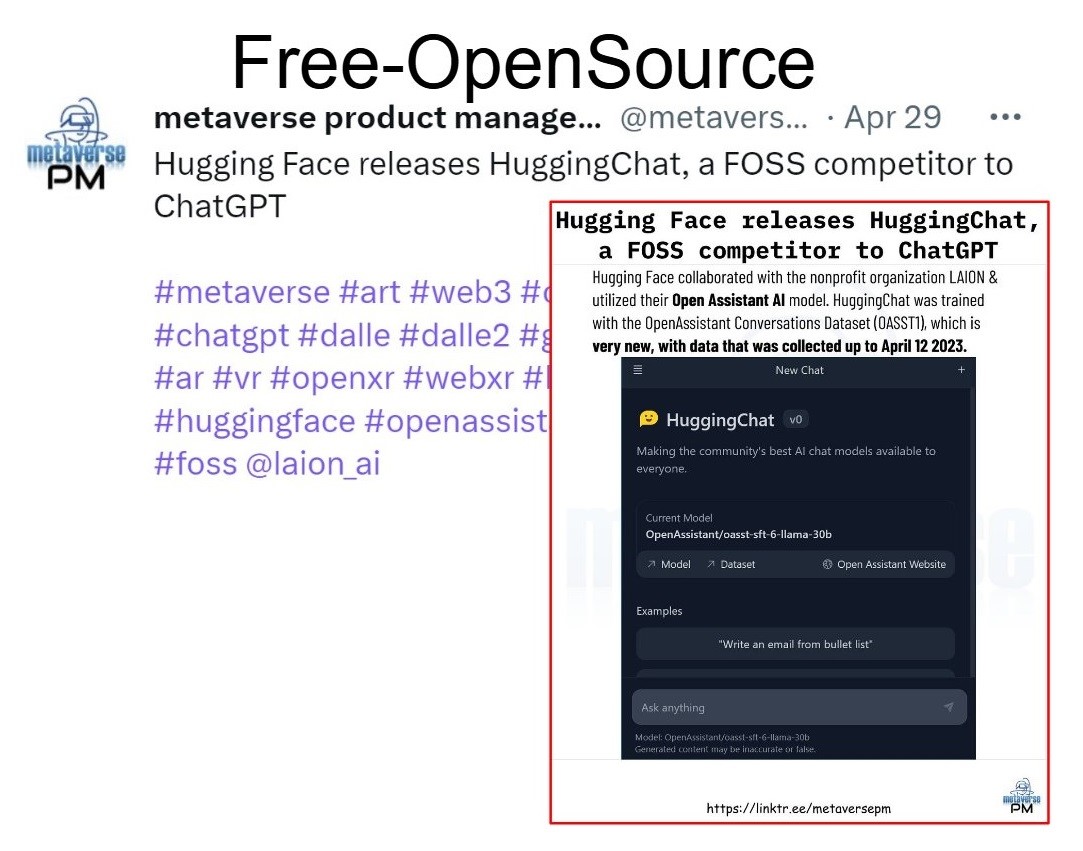 Free-OpenSource
metaverse product manage... @metavers... · Apr 29 •••
metaverse
PM
Hugging Face releases HuggingChat, a FOSS competitor to
ChatGPT
#metaverse #art #web3
#chatgpt #dalle #dalle2
#ar #vr #openxr #webxr
#huggingface #openassist
#foss @laion_ai
Hugging Face releases HuggingChat,
a FOSS competitor to ChatGPT
Hugging Face collaborated with the nonprofit organization LAION &
utilized their Open Assistant AI model. HuggingChat was trained
with the OpenAssistant Conversations Dataset (OASST1), which is
very new, with data that was collected up to April 12 2023.
New Chat
HuggingChat v0
Making the community's best AI chat models available to
everyone.
Current Model
OpenAssistant/oasst-sft-6-llama-30b
Model Dataset Open Assistant Website
Examples
"Write an email from bullet list"
Ask anything
Model: OpenAssistant/oasst-sft-6-llama-30b
Generated content may be inaccurate or false.
https://linktr.ee/metaversepm
metaverse
PM